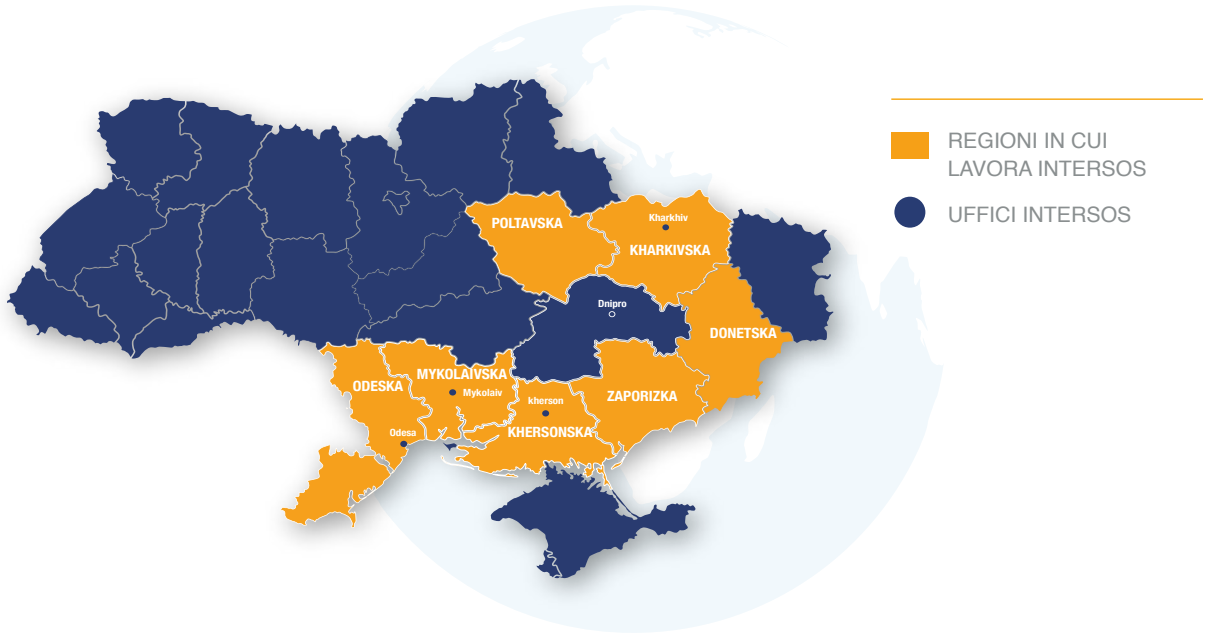 REGIONI IN CUI
LAVORA INTERSOS
UFFICI INTERSOS
POLTAVSKA
Kharkhiv
KHARKIVSKA
Dnipro
DONETSKA
MYKOLAIVSKA
ODESKA
Mykolaiv
kherson
ZAPORIZKA
KHERSONSKA
Odesa